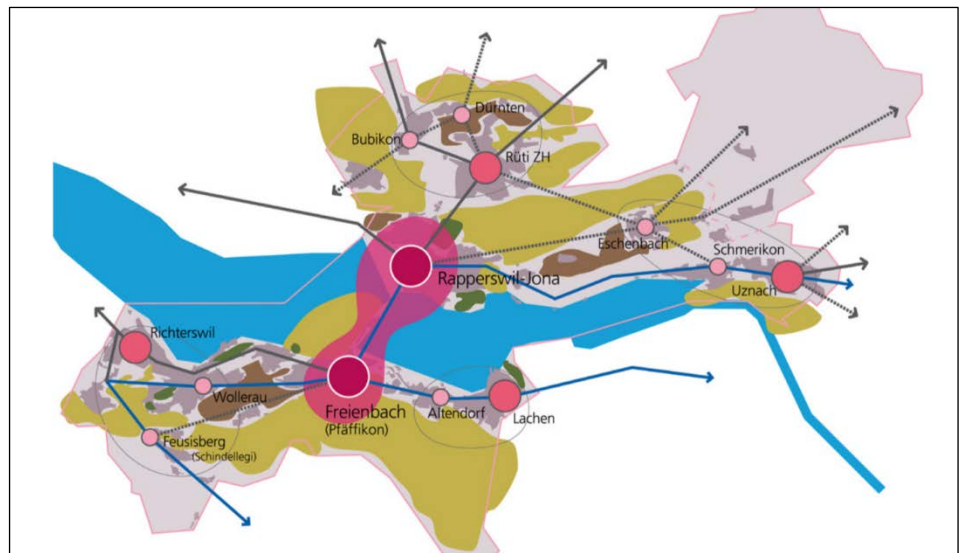 Dürnten
Bubikon
Rüti ZH
Eschenbach
Schmerikon
Rapperswil-Jona
Uznach
Richterswil
Wollerau
Freienbach
(Pfäffikon)
Altendorf
Lachen
Feusisberg
(Schindellegi)